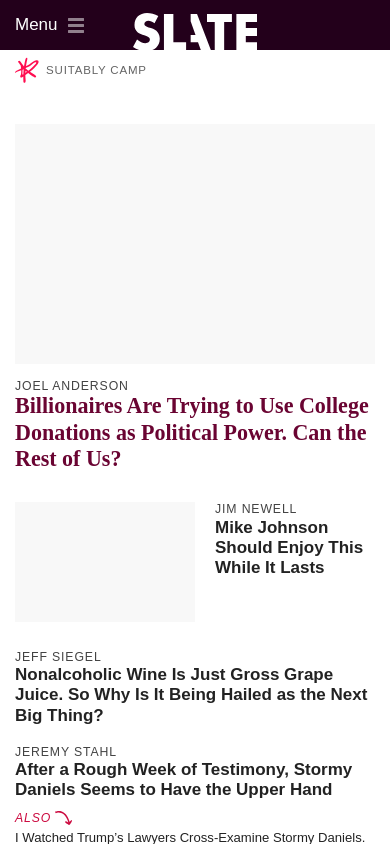 Menu
SLATE
SUITABLY CAMP
JOEL ANDERSON
Billionaires Are Trying to Use College
Donations as Political Power. Can the
Rest of Us?
JIM NEWELL
Mike Johnson
Should Enjoy This
While It Lasts
JEFF SIEGEL
Nonalcoholic Wine Is Just Gross Grape
Juice. So Why Is It Being Hailed as the Next
Big Thing?
JEREMY STAHL
After a Rough Week of Testimony, Stormy
Daniels Seems to Have the Upper Hand
ALSO
I Watched Trump’s Lawyers Cross-Examine Stormy Daniels.